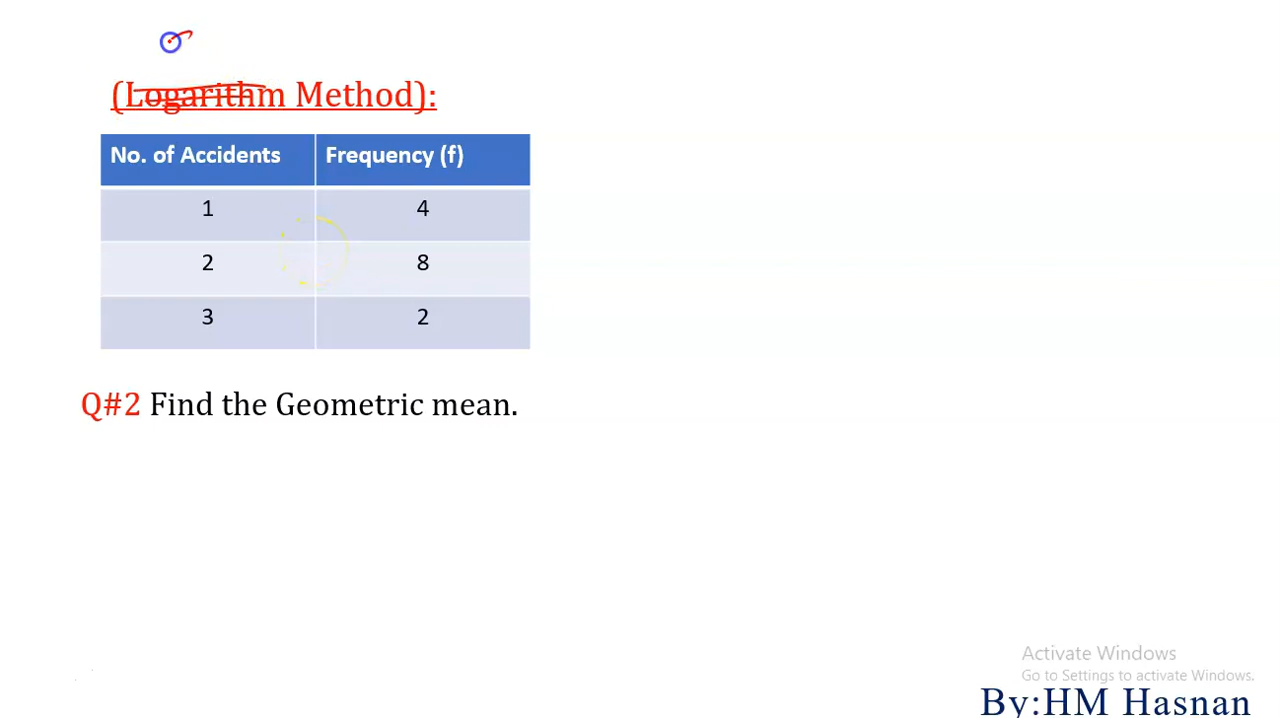 (Logarithm Method):
No. of Accidents Frequency (f)
1 4
2 8
3 2
Q#2 Find the Geometric mean.
Activate Windows
Go to Settings to activate Windows.
By:HM Hasnan